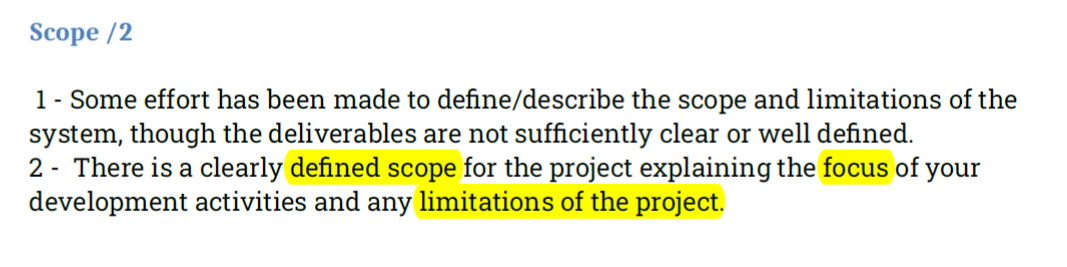 Scope /2
1 - Some effort has been made to define/describe the scope and limitations of the
system, though the deliverables are not sufficiently clear or well defined.
2 - There is a clearly defined scope for the project explaining the focus of your
development activities and any limitations of the project.